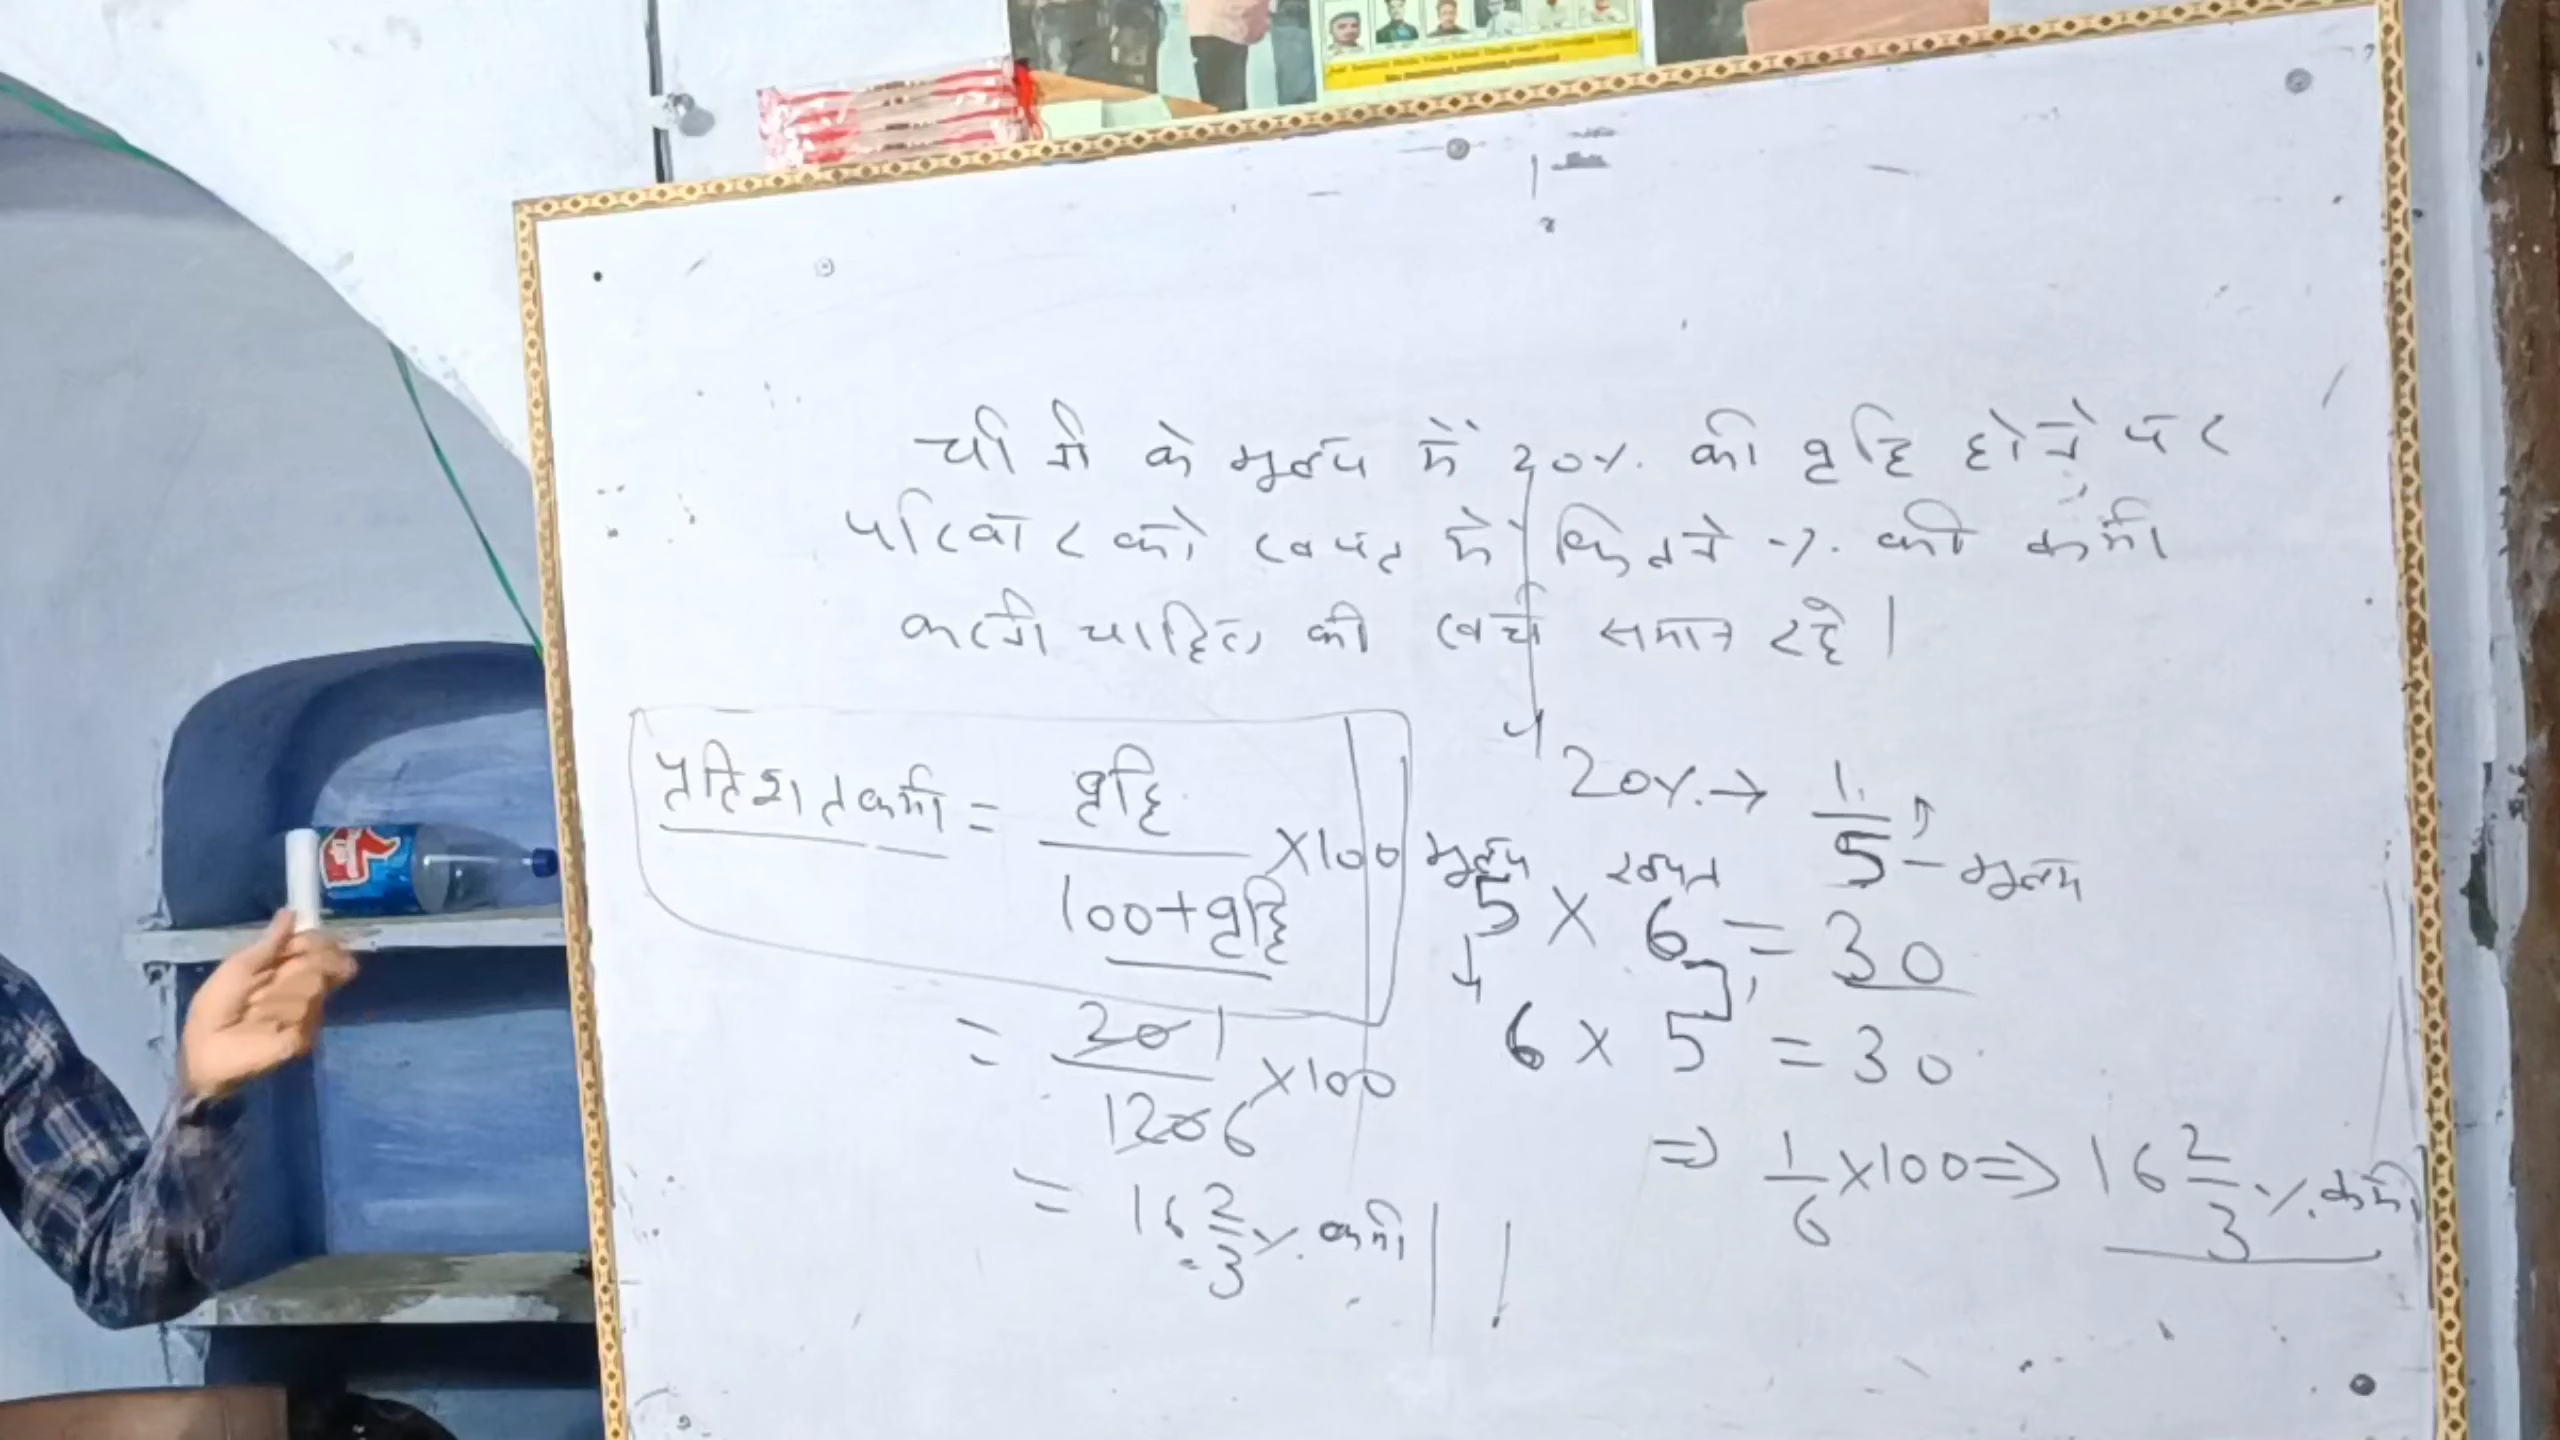 चीनी के मुल्य में 20% की वृद्धि होने पर
परिवार को खपत में कितने % की कमी
करनी चाहिए की खर्च समान रहे।
प्रतिशत कमी = वृद्धि / 100+वृद्धि ×100
= 20 1 / 120 6 ×100
= 16 2/3 % कमी
20% → 1/5 - मुल्य
मुल्य खपत
5 × 6 = 30
6 × 5 = 30
⇒ 1/6 ×100 ⇒ 16 2/3 % कमी